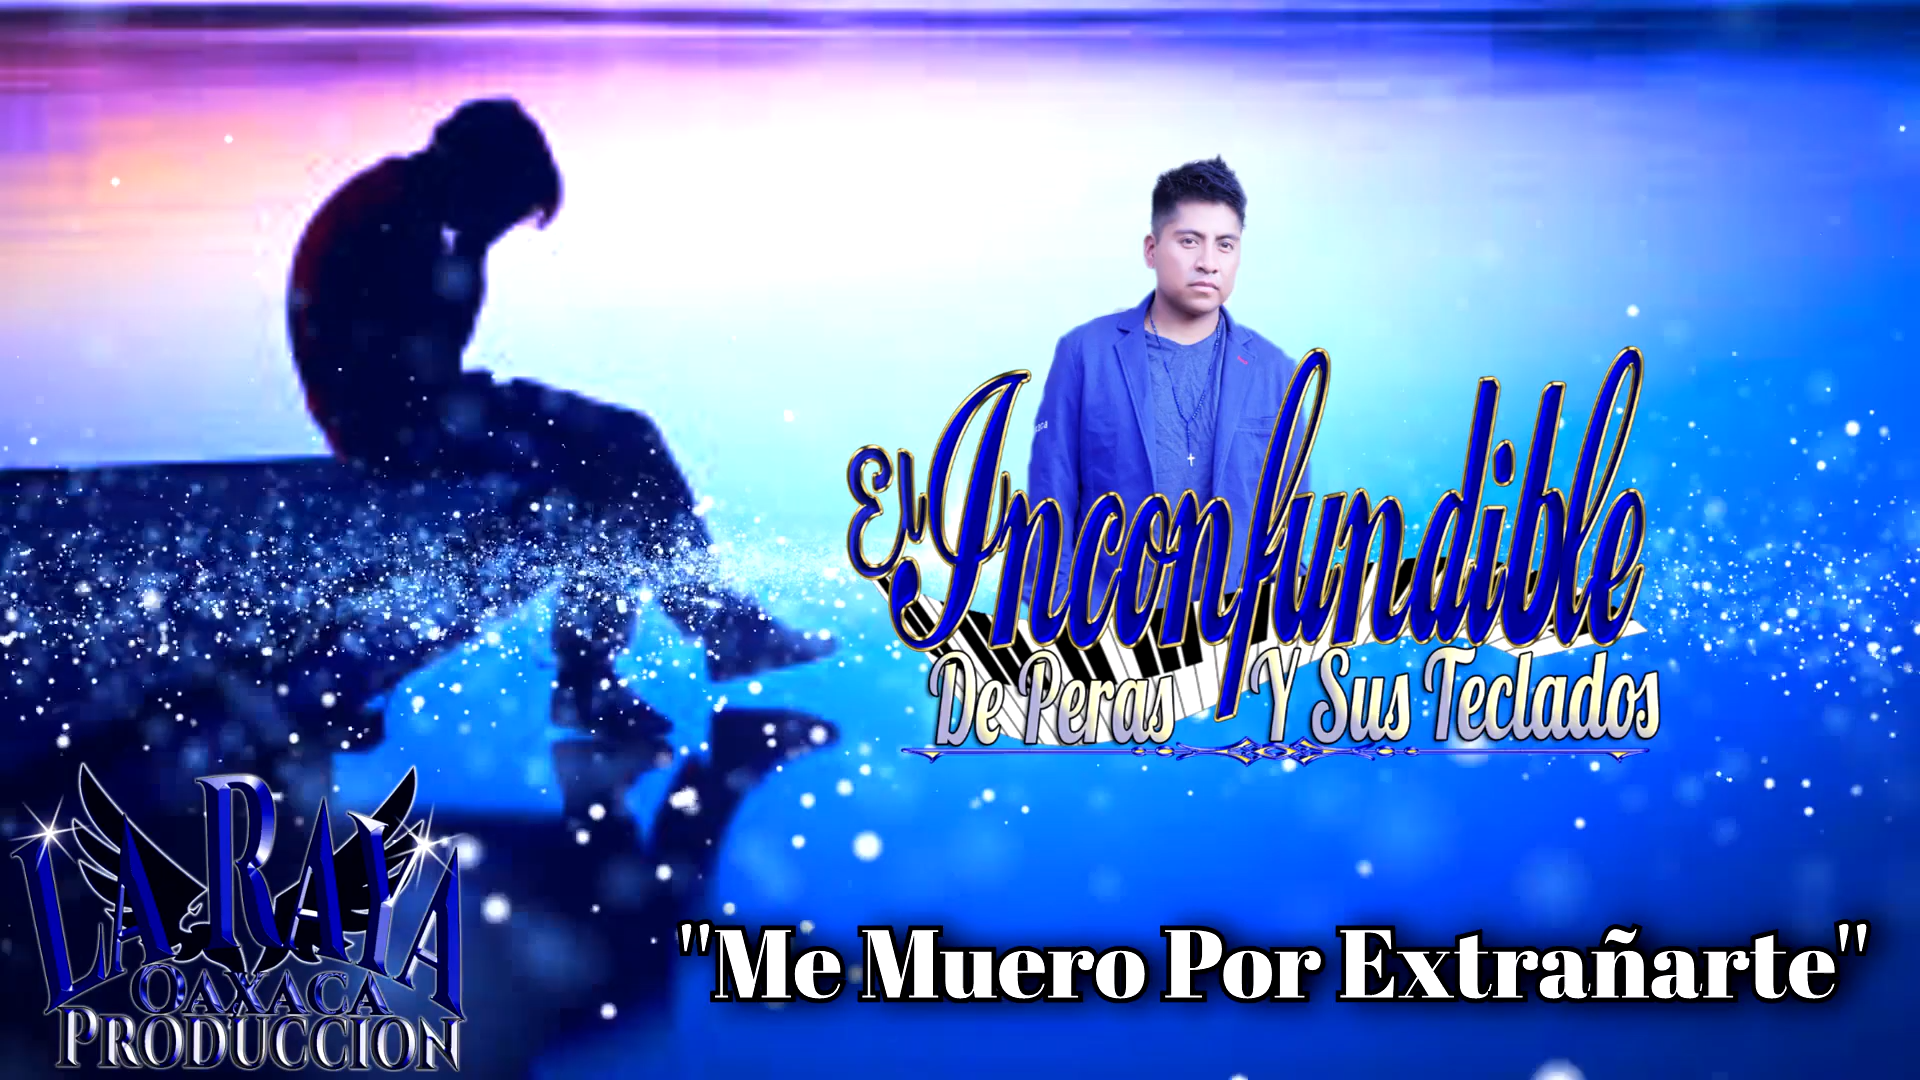 El Inconfundible
De Peras Y Sus Teclados
LA RAYA
OAXACA
PRODUCCION
"Me Muero Por Extrañarte"